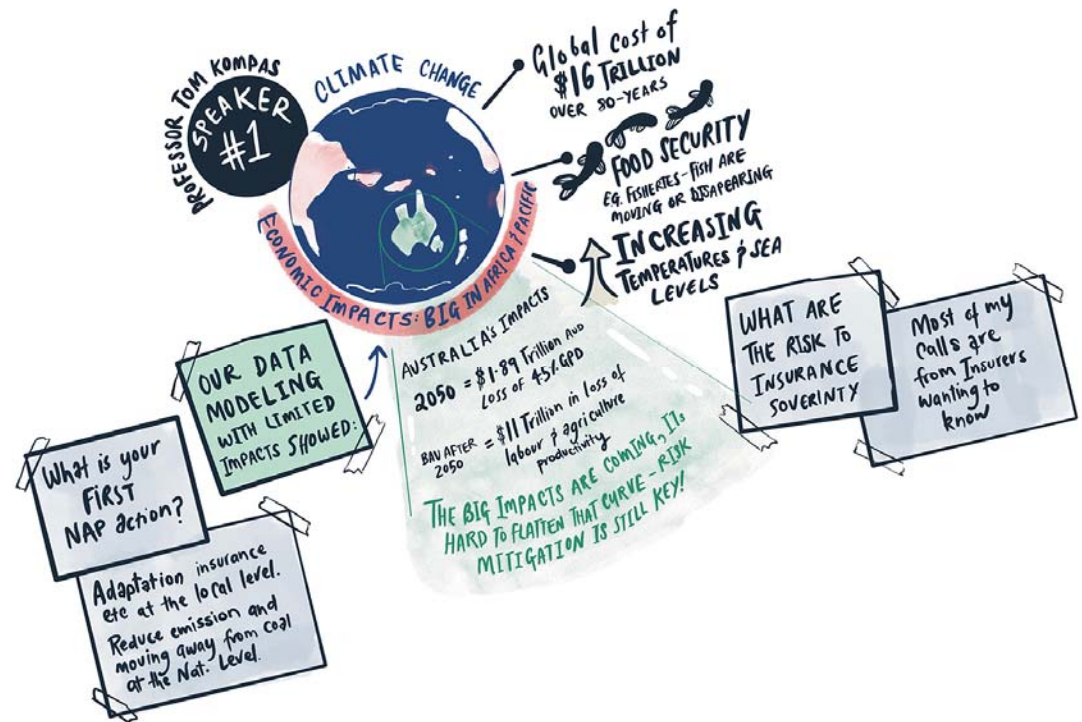 PROFESSOR TOM KOMPAS
SPEAKER
#1
CLIMATE CHANGE
Global cost of
$16 TRILLION
OVER 80-YEARS
FOOD SECURITY
EG. FISHERTES - FISH ARE
MOVING OR DISAPEARING
INCREASING
TEMPERATURES & SEA
LEVELS
ECONOMIC IMPACTS: BIG IN AFRICA & PACIFIC
OUR DATA
MODELING
WITH LIMITED
IMPACTS SHOWED:
AUSTRALIA'S IMPACTS
2050 = $1.89 Trillion AUD
LOSS OF 45% GPD
BAU AFTER
2050
= $11 Trillion in loss of
labour & agriculture
productivity
THE BIG IMPACTS ARE COMING, ITS
HARD TO FLATTEN THAT CURVE - RISK
MITIGATION IS STILL KEY!
WHAT ARE
THE RISK TO
INSURANCE
SOVERINTY
Most of my
calls are
from Insurers
wanting to
know
What is your
FIRST
NAP action?
Adaptation insurance
etc at the local level.
Reduce emission and
moving away from coal
at the Nat. Level.